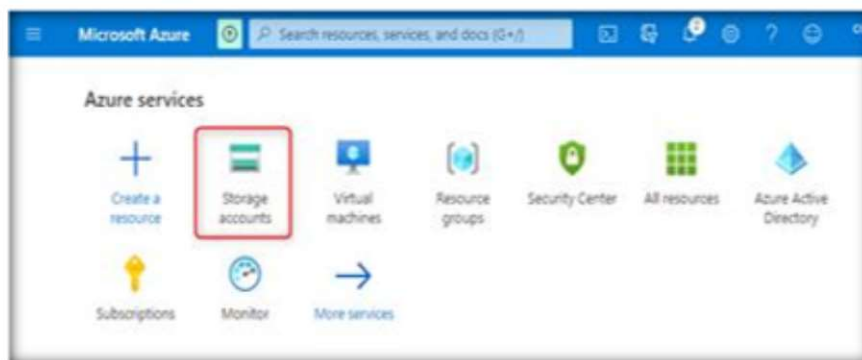 Microsoft Azure
Search resources, services, and docs (G+/)
Azure services
Create a resource
Storage accounts
Virtual machines
Resource groups
Security Center
All resources
Azure Active Directory
Subscriptions
Monitor
More services